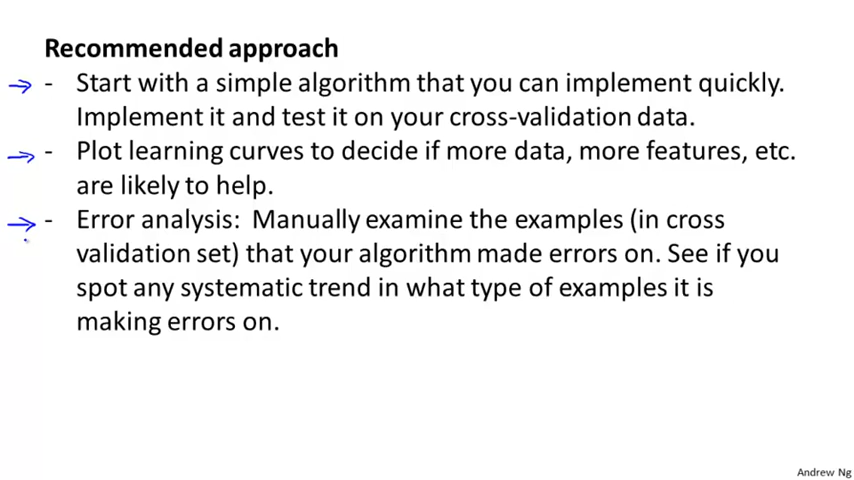 Recommended approach
- Start with a simple algorithm that you can implement quickly.
Implement it and test it on your cross-validation data.
- Plot learning curves to decide if more data, more features, etc.
are likely to help.
- Error analysis: Manually examine the examples (in cross
validation set) that your algorithm made errors on. See if you
spot any systematic trend in what type of examples it is
making errors on.
Andrew Ng